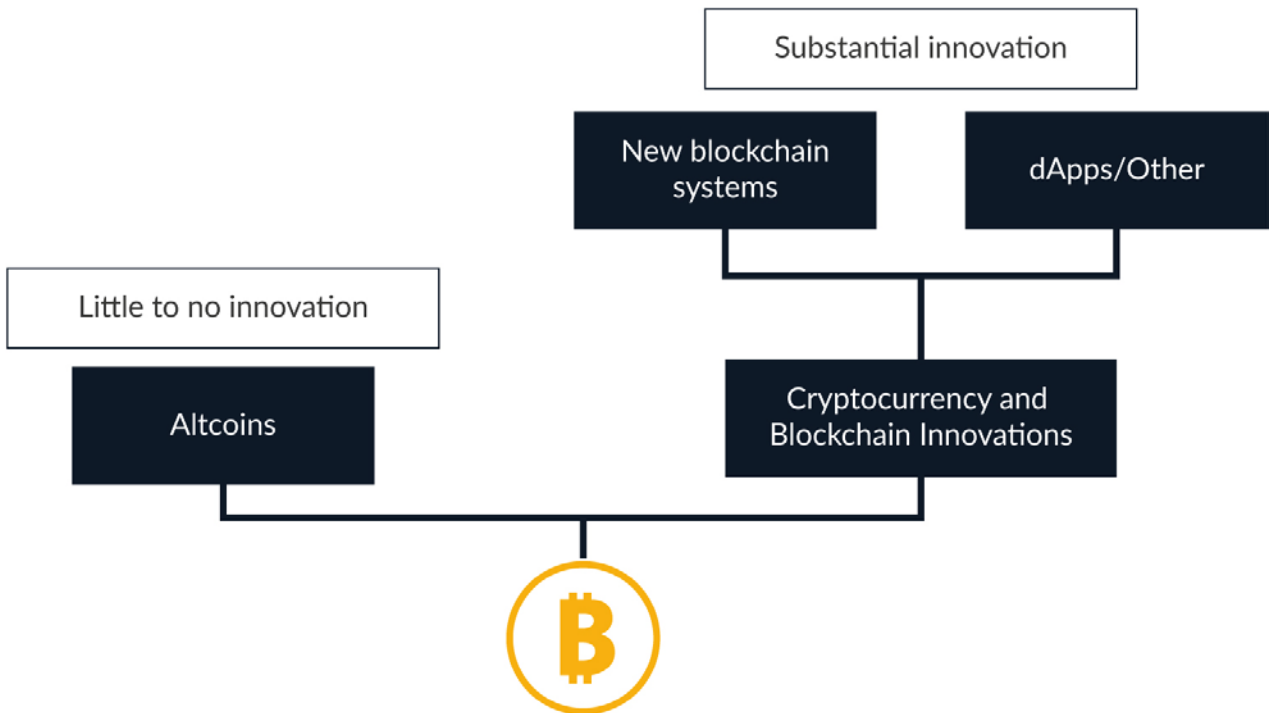 Substantial innovation
New blockchain
systems
dApps/Other
Little to no innovation
Altcoins
Cryptocurrency and
Blockchain Innovations